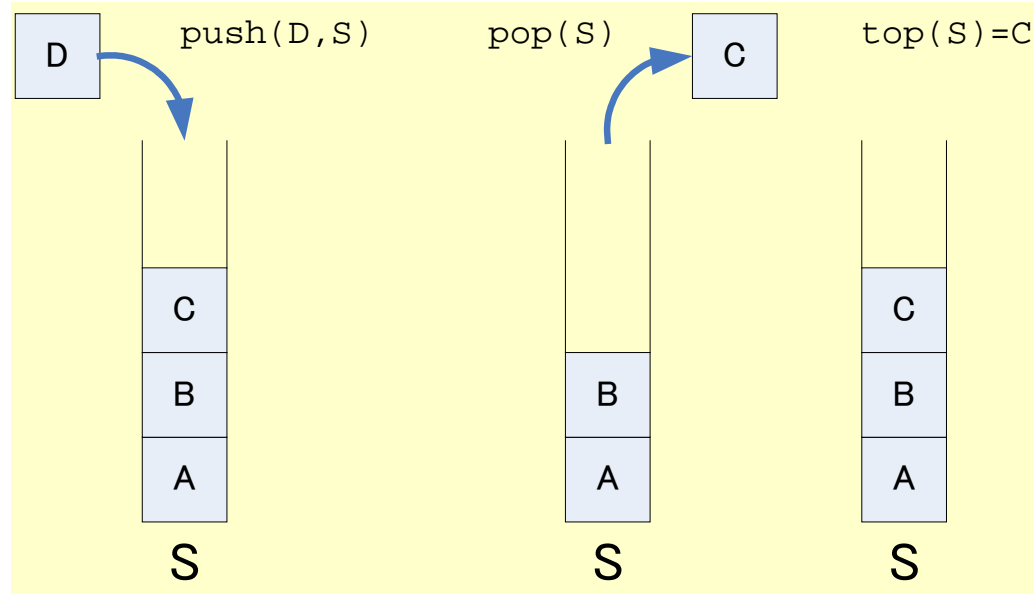 D push(D,S) pop(S) C top(S)=C
C C
B B B
A A A
S S S